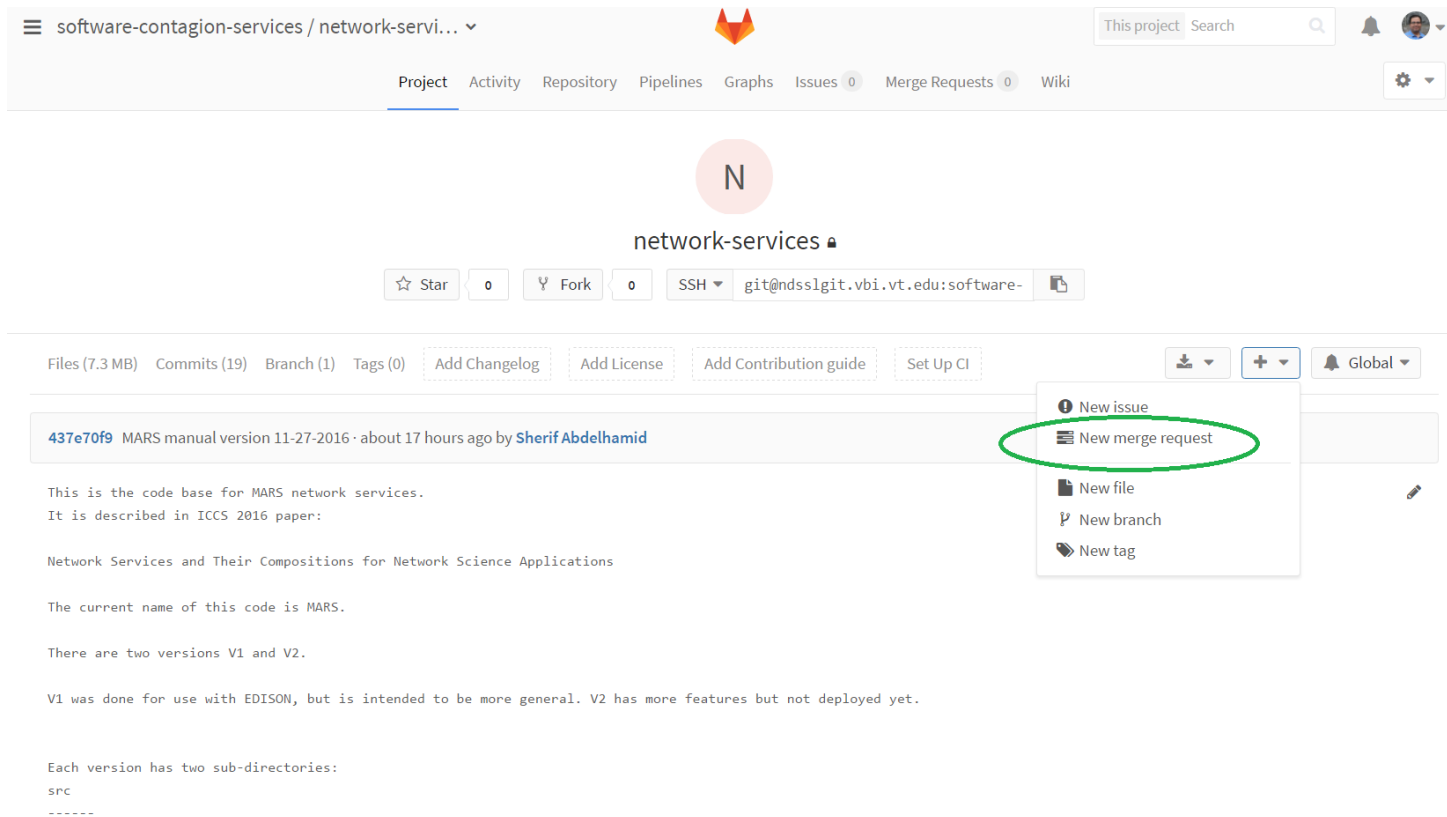 software-contagion-services / network-servi...
This project Search
Project Activity Repository Pipelines Graphs Issues 0 Merge Requests 0 Wiki
N
network-services
Star 0 Fork 0 SSH git@ndsslgit.vbi.vt.edu:software-
Files (7.3 MB) Commits (19) Branch (1) Tags (0) Add Changelog Add License Add Contribution guide Set Up CI Global
New issue
New merge request
New file
New branch
New tag
437e70f9 MARS manual version 11-27-2016 · about 17 hours ago by Sherif Abdelhamid
This is the code base for MARS network services.
It is described in ICCS 2016 paper:
Network Services and Their Compositions for Network Science Applications
The current name of this code is MARS.
There are two versions V1 and V2.
V1 was done for use with EDISON, but is intended to be more general. V2 has more features but not deployed yet.
Each version has two sub-directories:
src
------